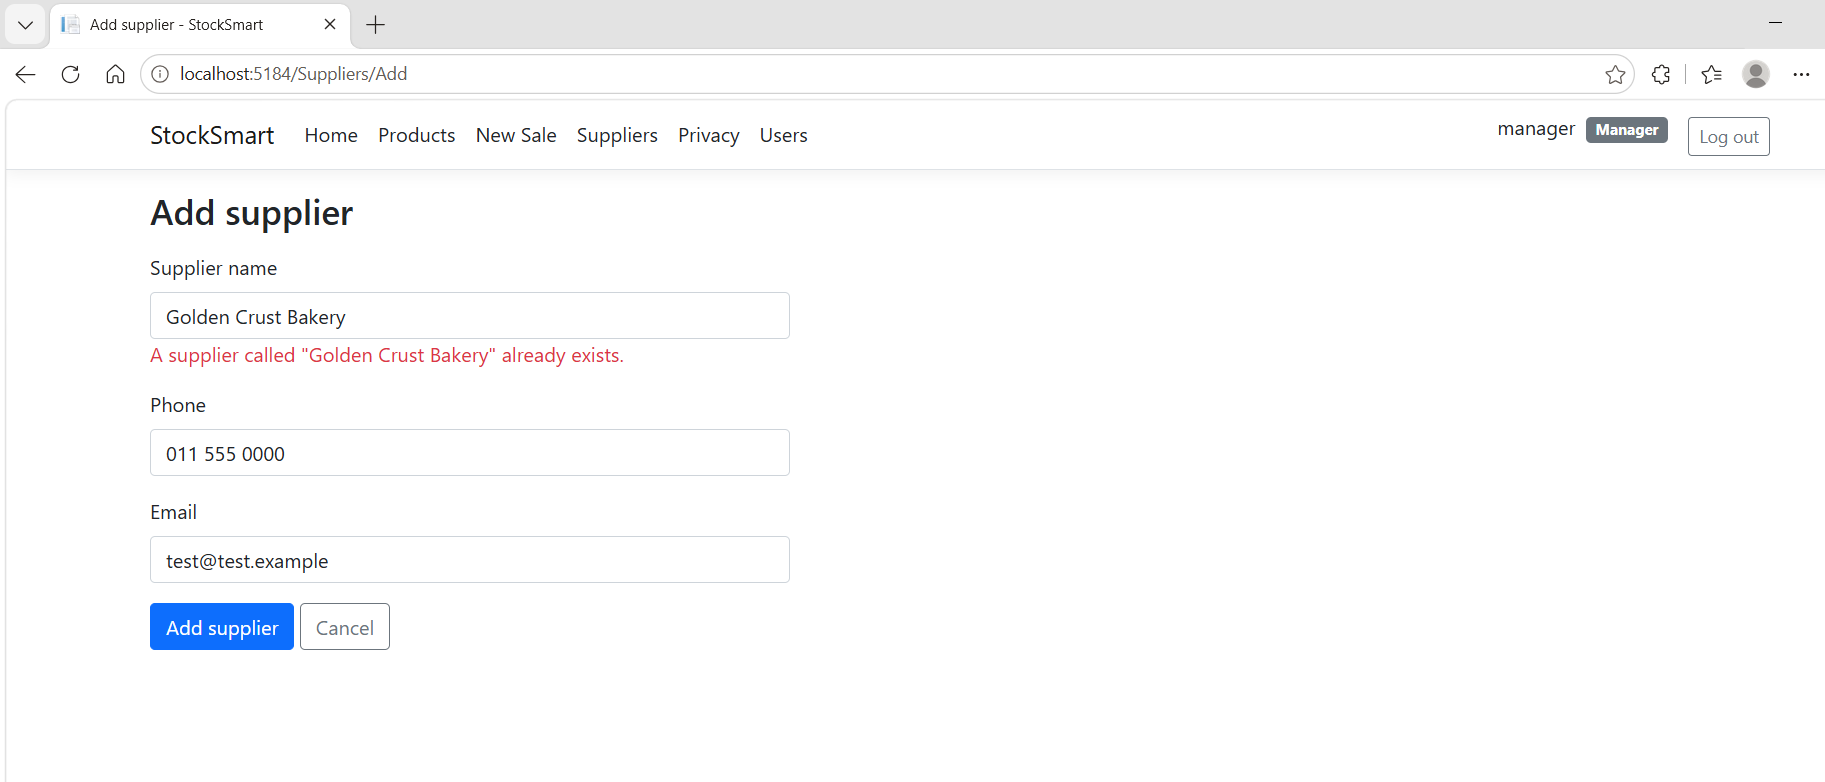 Add supplier - StockSmart
localhost:5184/Suppliers/Add
StockSmart Home Products New Sale Suppliers Privacy Users manager Manager Log out
Add supplier
Supplier name
Golden Crust Bakery
A supplier called "Golden Crust Bakery" already exists.
Phone
011 555 0000
Email
test@test.example
Add supplier Cancel